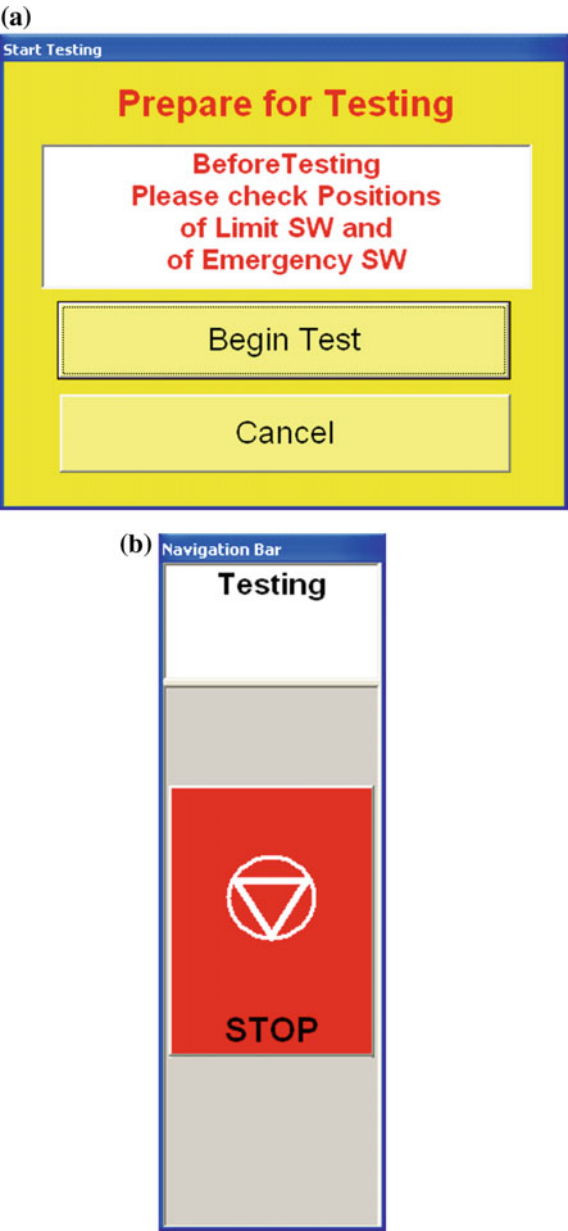 (a)
Start Testing
Prepare for Testing
BeforeTesting
Please check Positions
of Limit SW and
of Emergency SW
Begin Test
Cancel
(b)
Navigation Bar
Testing
STOP